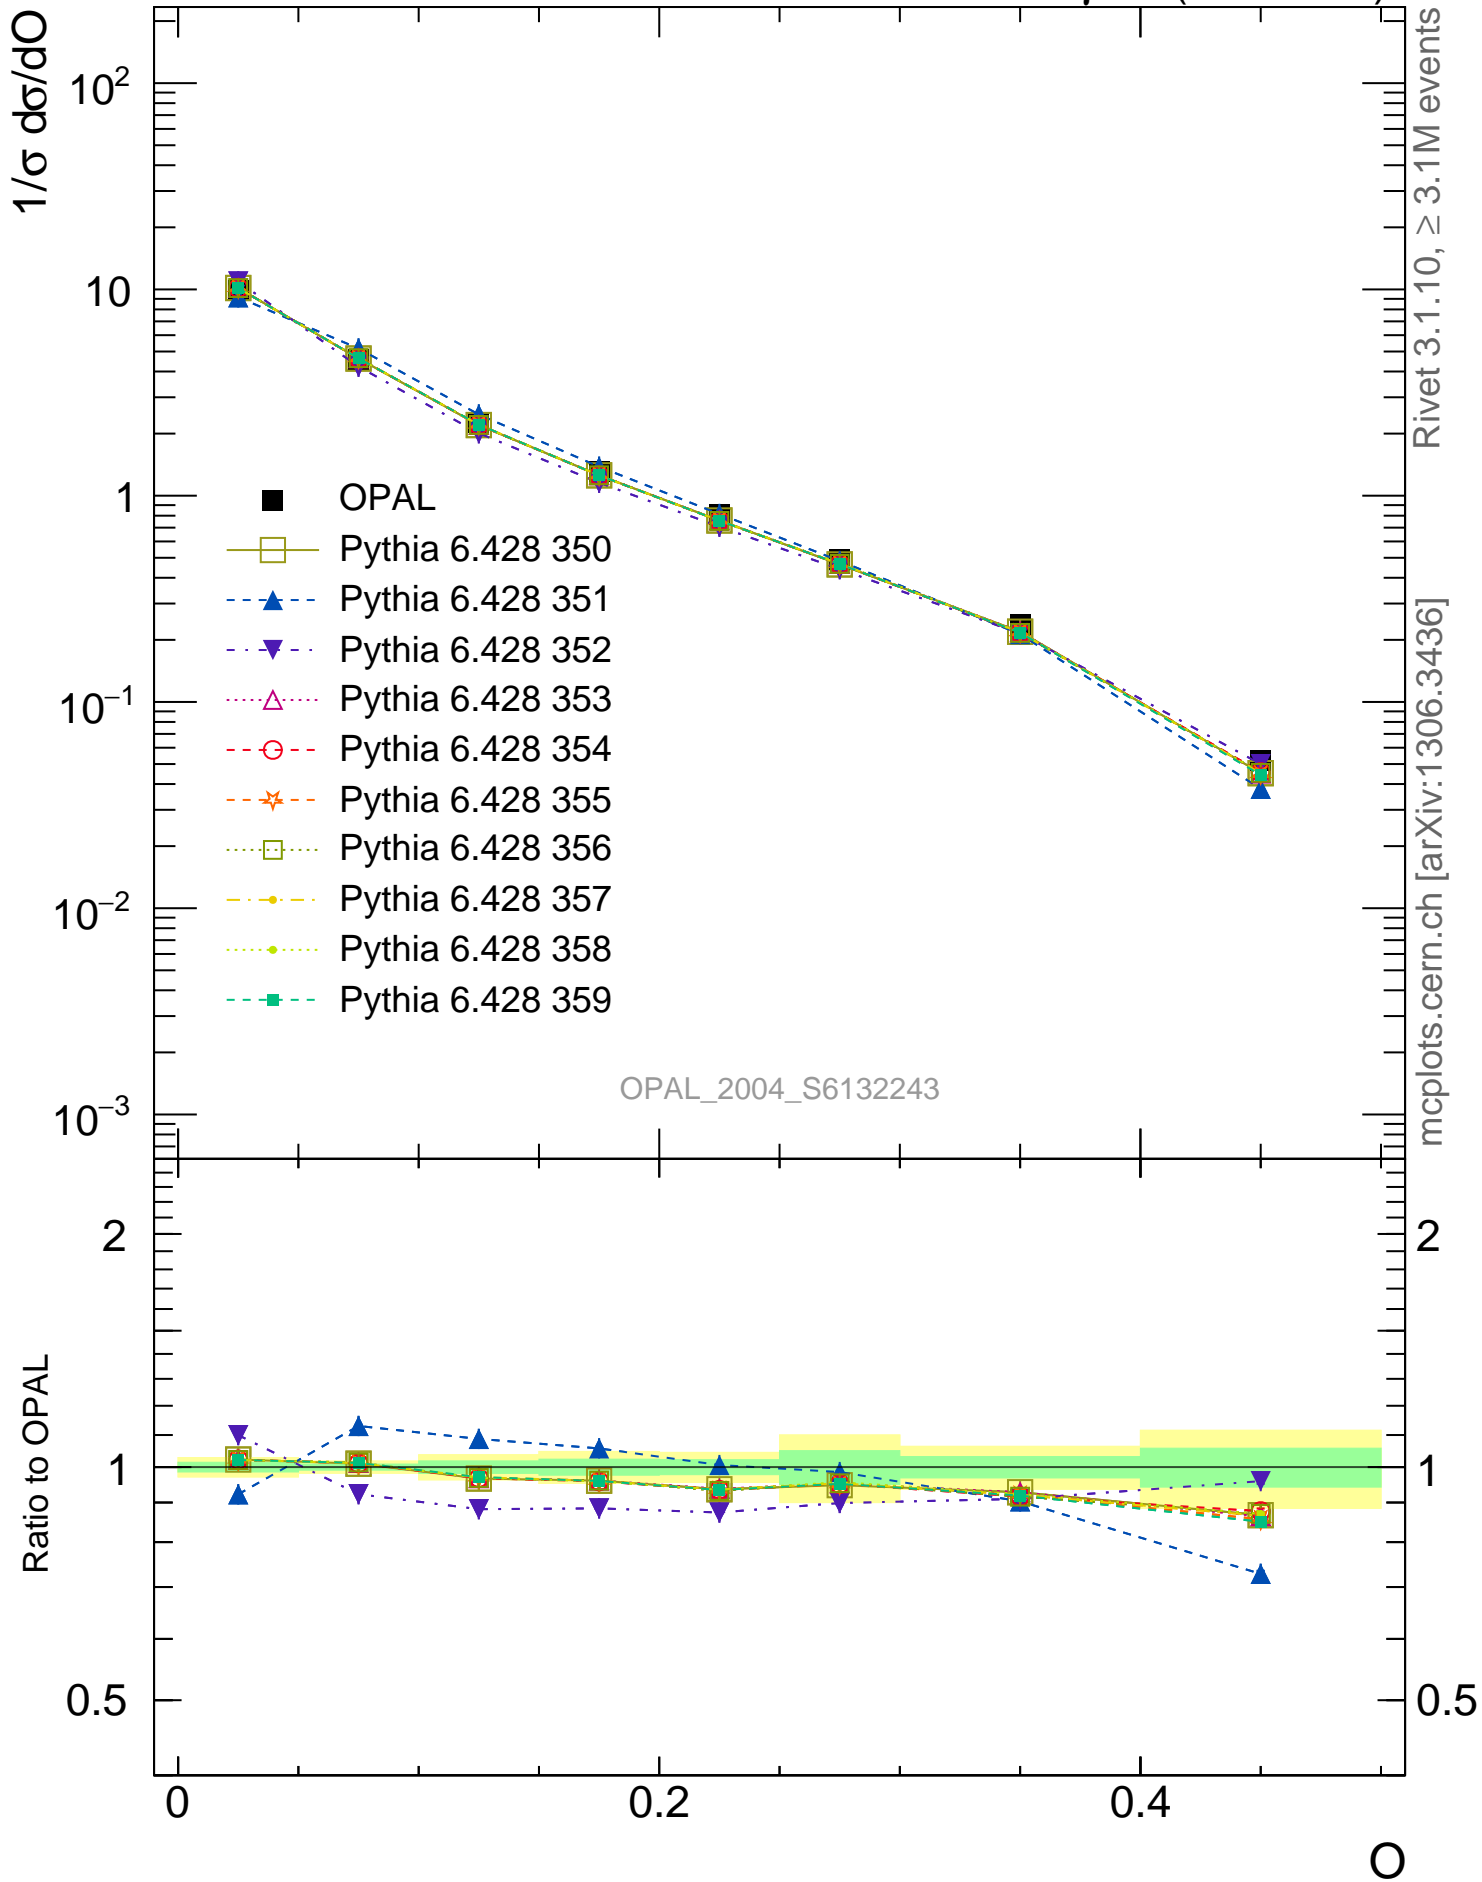 1/σ dσ/dO
10²
10
1
10⁻¹
10⁻²
10⁻³
OPAL
Pythia 6.428 350
Pythia 6.428 351
Pythia 6.428 352
Pythia 6.428 353
Pythia 6.428 354
Pythia 6.428 355
Pythia 6.428 356
Pythia 6.428 357
Pythia 6.428 358
Pythia 6.428 359
OPAL_2004_S6132243
Rivet 3.1.10, ≥ 3.1M events
mcplots.cern.ch [arXiv:1306.3436]
Ratio to OPAL
2
1
0.5
2
1
0.5
0
0.2
0.4
O